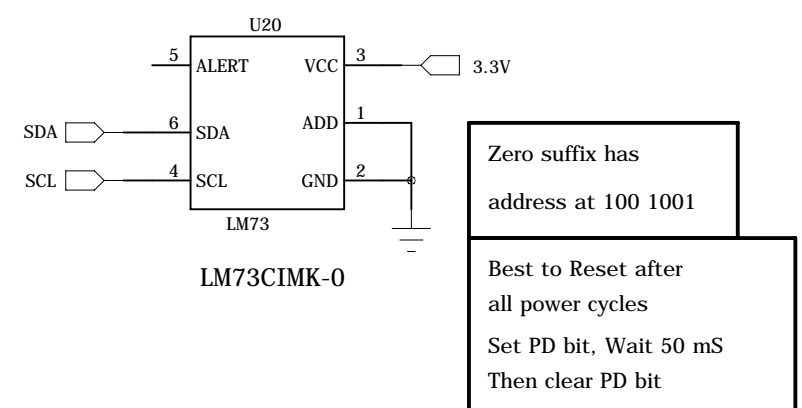 U20
5 ALERT VCC 3 3.3V
ADD 1
SDA 6 SDA
SCL 4 SCL GND 2
LM73
LM73CIMK-0
Zero suffix has
address at 100 1001
Best to Reset after
all power cycles
Set PD bit, Wait 50 mS
Then clear PD bit